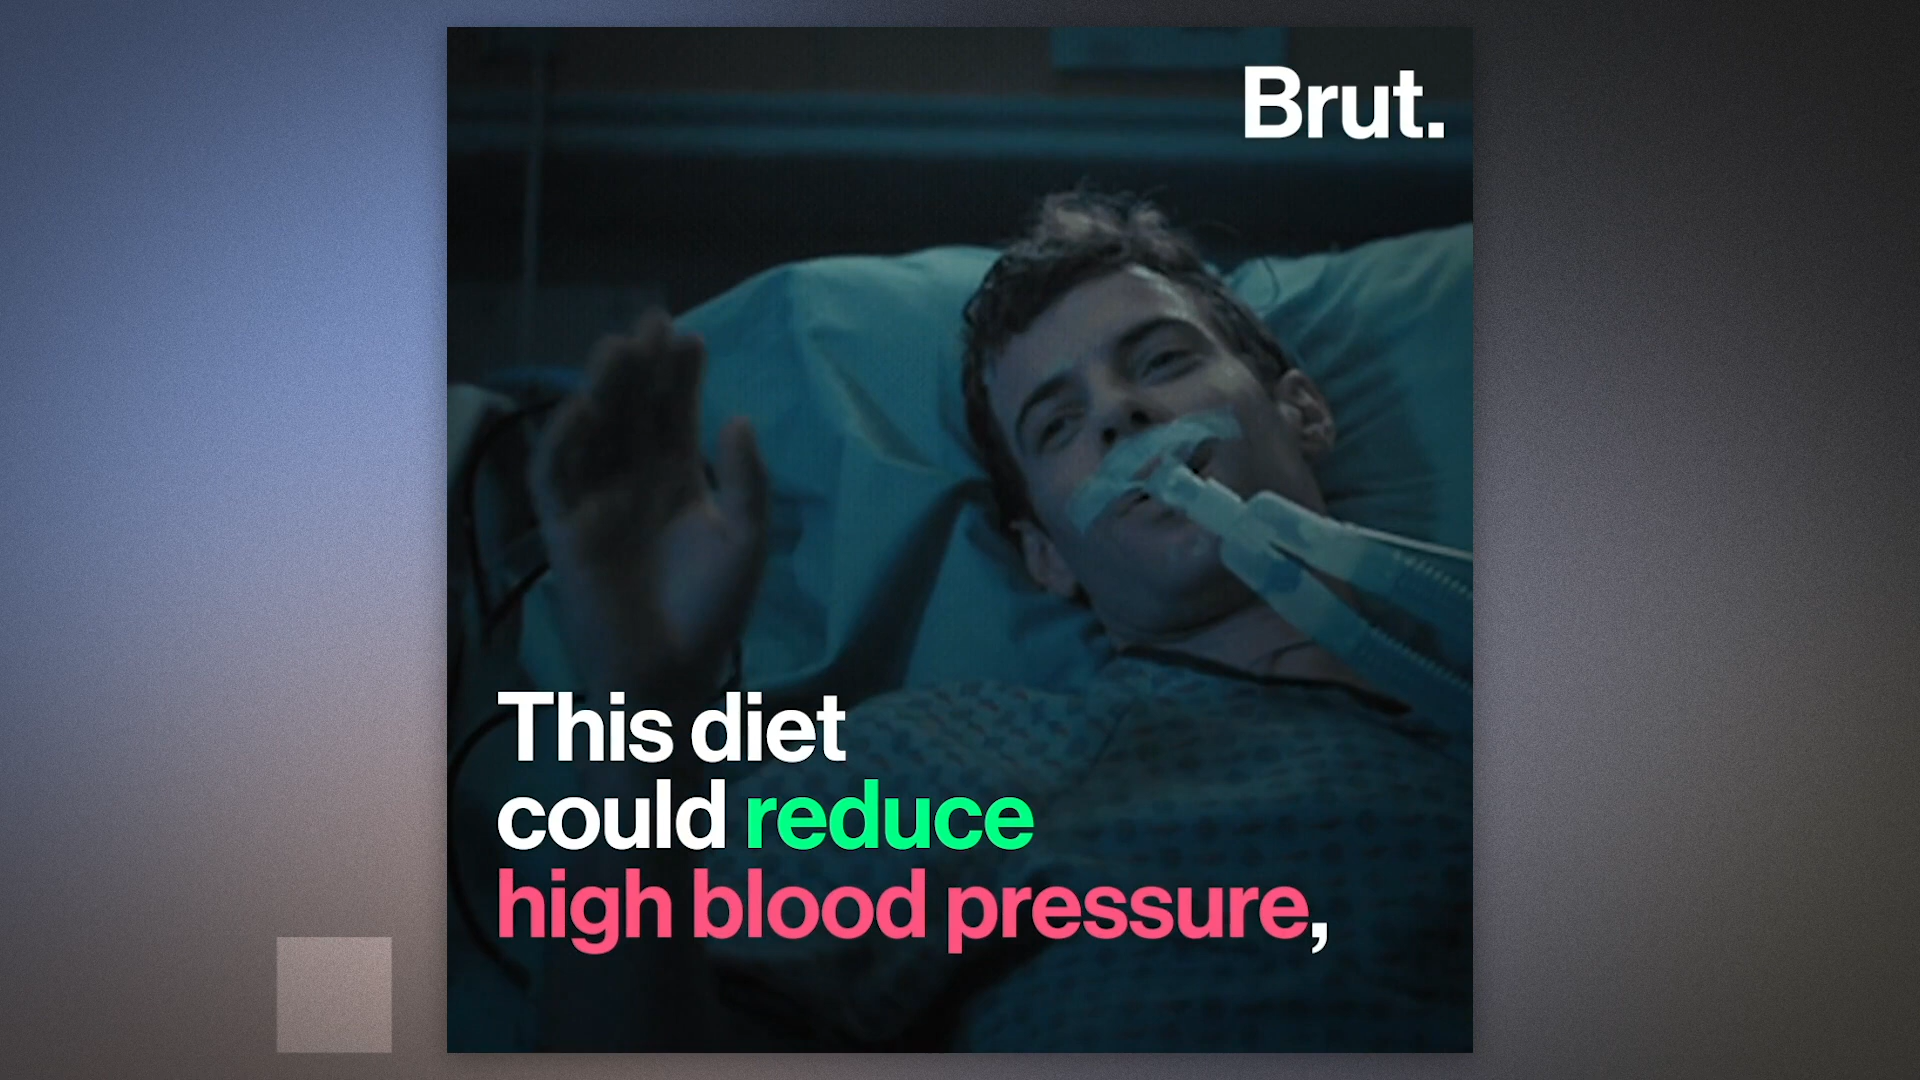 Brut.
This diet
could reduce
high blood pressure,